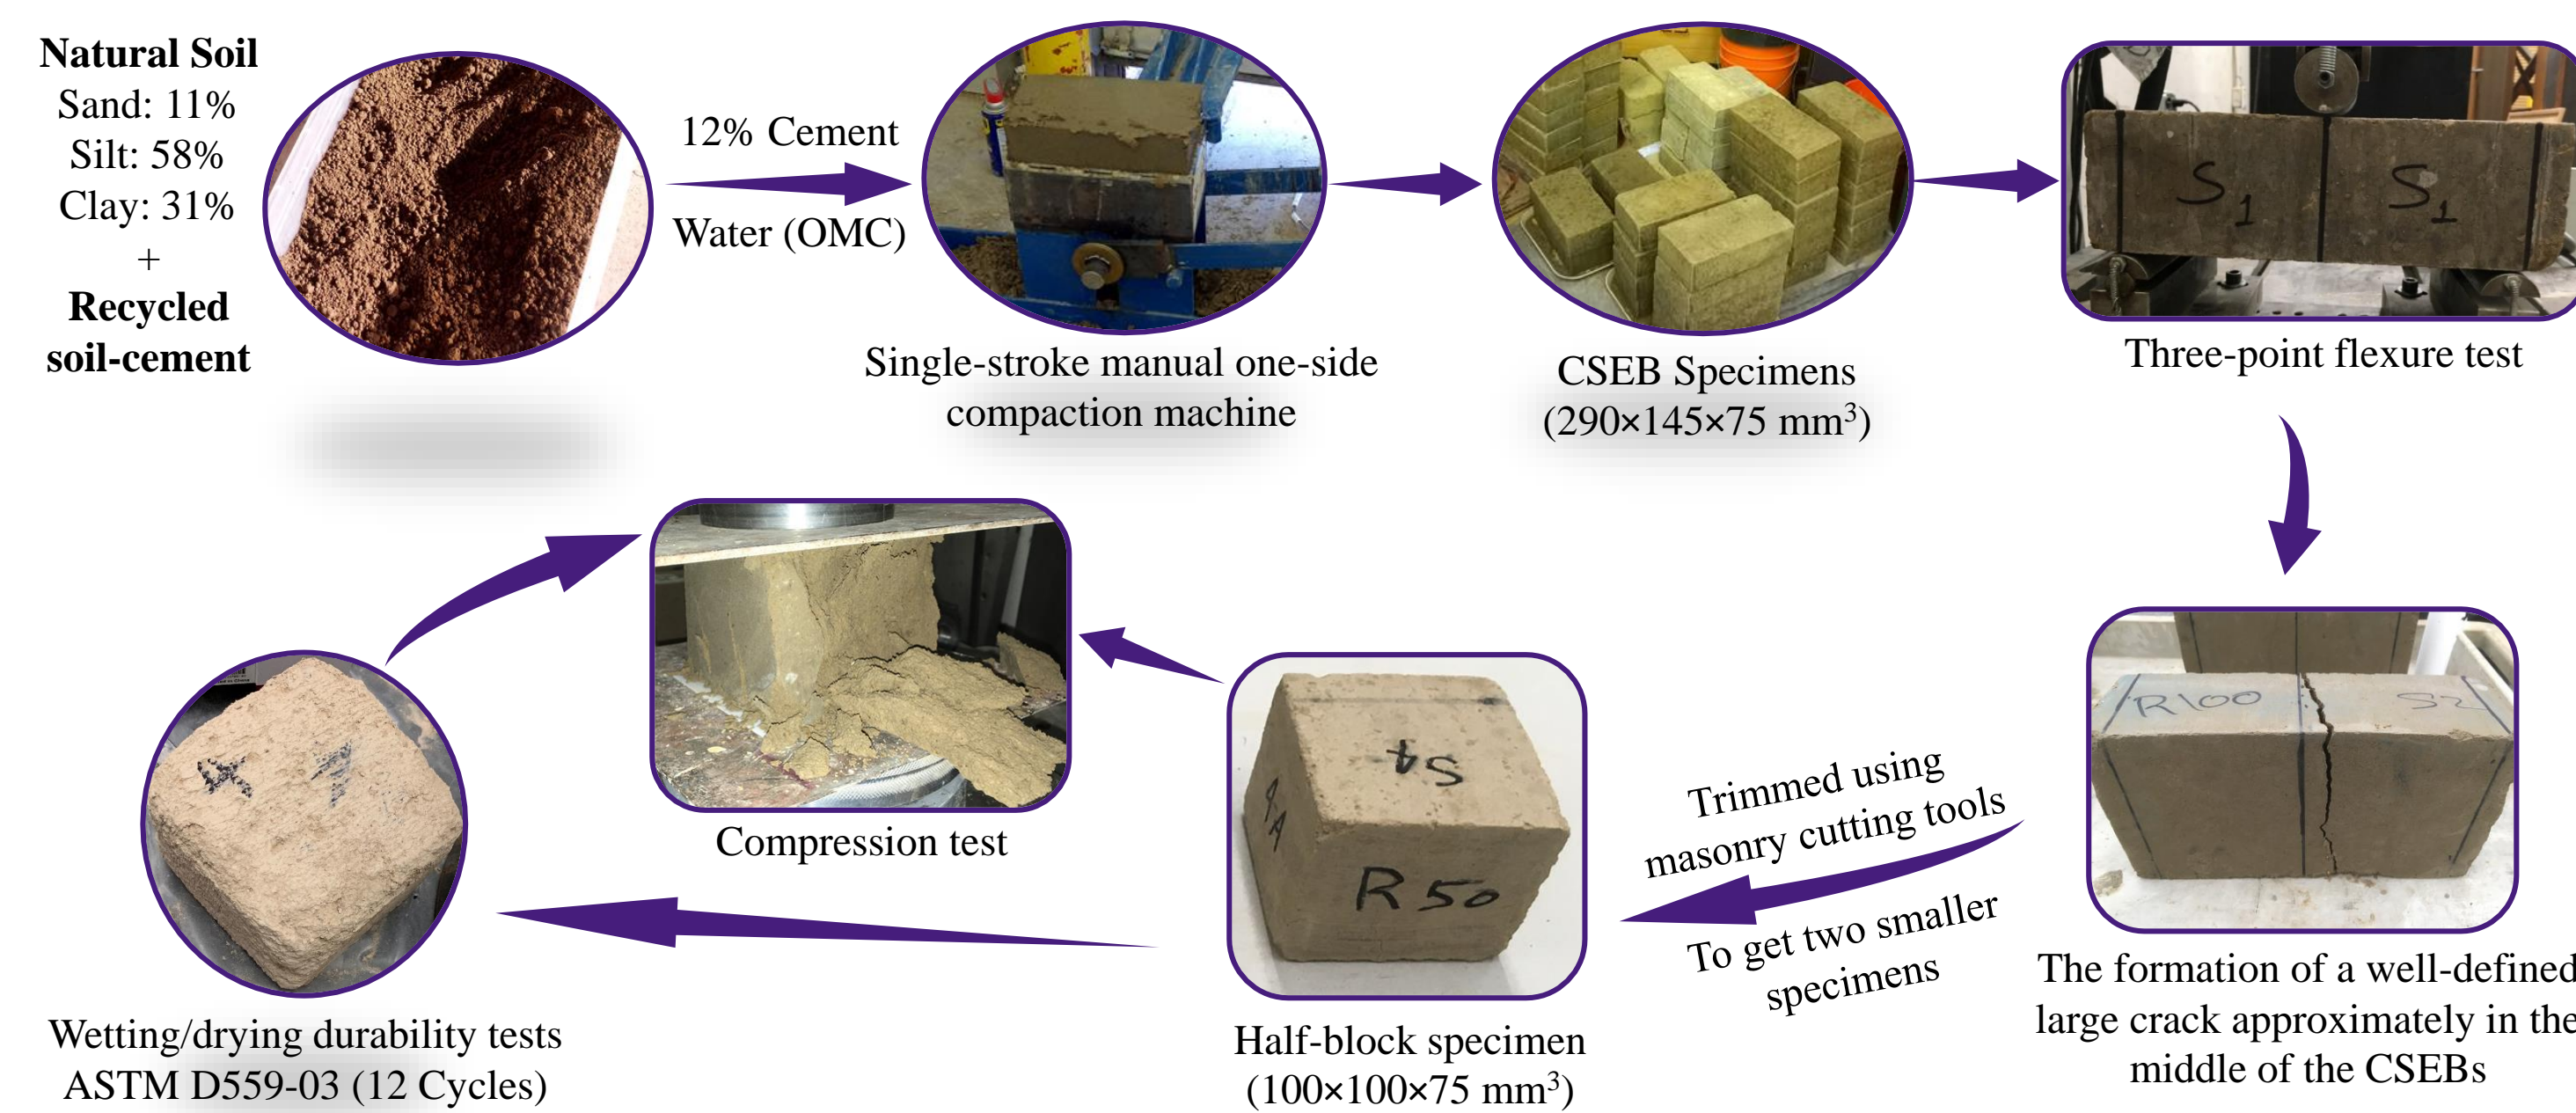 Natural Soil
Sand: 11%
Silt: 58%
Clay: 31%
+
Recycled
soil-cement
12% Cement
Water (OMC)
Single-stroke manual one-side
compaction machine
CSEB Specimens
(290×145×75 mm³)
S1 S1
Three-point flexure test
R100 S2
The formation of a well-defined
large crack approximately in the
middle of the CSEBs
Trimmed using
masonry cutting tools
To get two smaller
specimens
S4
R50
Half-block specimen
(100×100×75 mm³)
Compression test
Wetting/drying durability tests
ASTM D559-03 (12 Cycles)